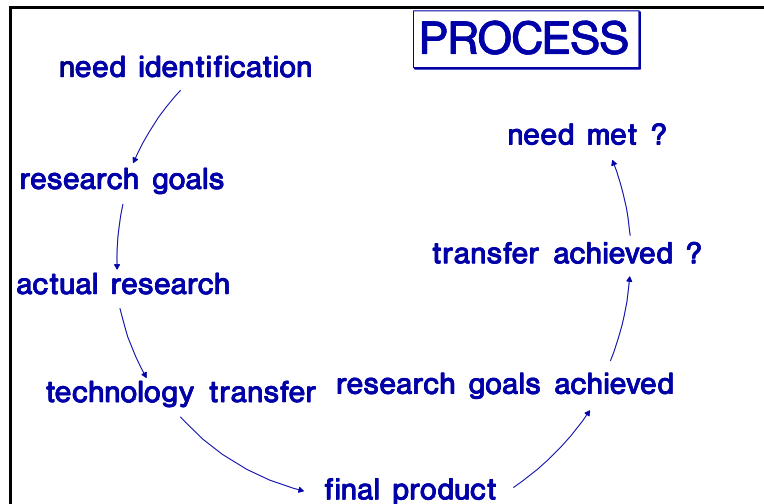 PROCESS
need identification
research goals
actual research
technology transfer
final product
research goals achieved
transfer achieved ?
need met ?